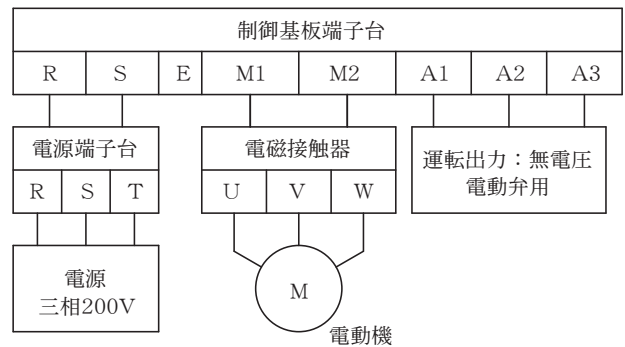 制御基板端子台
R S E M1 M2 A1 A2 A3
電源端子台
R S T
電磁接触器
U V W
運転出力：無電圧
電動弁用
電源
三相200V
M
電動機